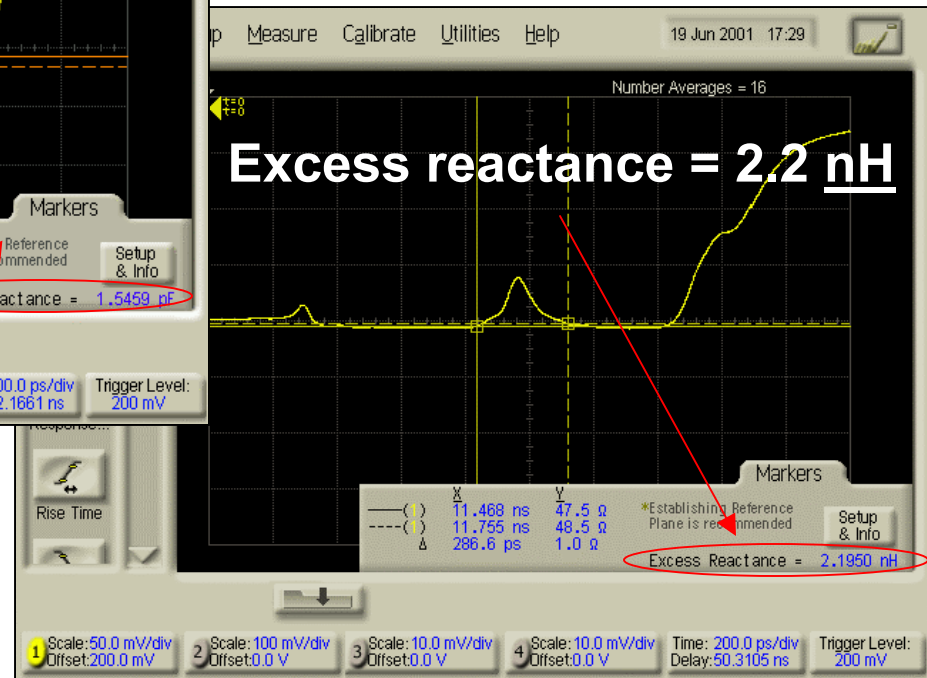 Measure Calibrate Utilities Help 19 Jun 2001 17:29
Number Averages = 16
t=0
t=0
Excess reactance = 2.2 nH
Markers
Reference
Setup
& Info
= 1.5459 pF
ps/div
ns
Trigger Level:
200 mV
Response...
Rise Time
Markers
X Y
(1) 11.468 ns 47.5 Ω
(1) 11.755 ns 48.5 Ω
Δ 286.6 ps 1.0 Ω
*Establishing Reference
Plane is recommended
Setup
& Info
Excess Reactance = 2.1950 nH
1 Scale:50.0 mV/div
Offset:200.0 mV
2 Scale:100 mV/div
Offset:0.0 V
3 Scale:10.0 mV/div
Offset:0.0 V
4 Scale:10.0 mV/div
Offset:0.0 V
Time: 200.0 ps/div
Delay:50.3105 ns
Trigger Level:
200 mV